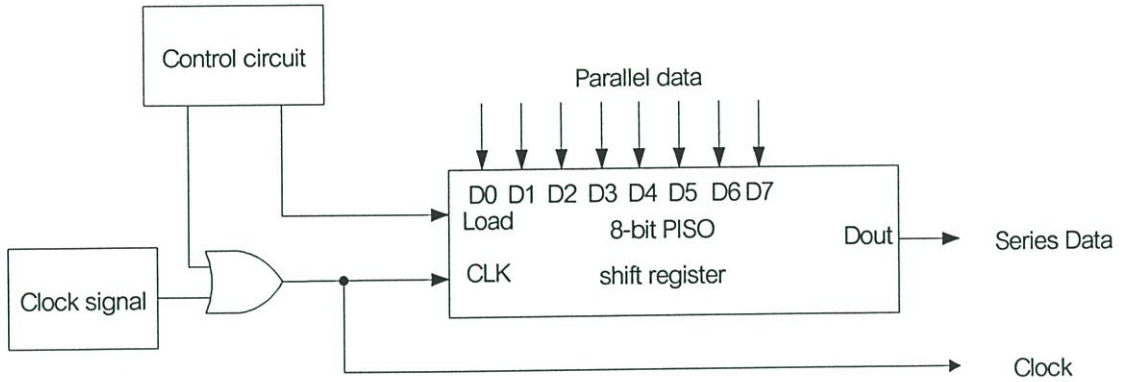 Control circuit
Parallel data
D0 D1 D2 D3 D4 D5 D6 D7
Load
8-bit PISO
Dout
Series Data
CLK
shift register
Clock signal
Clock